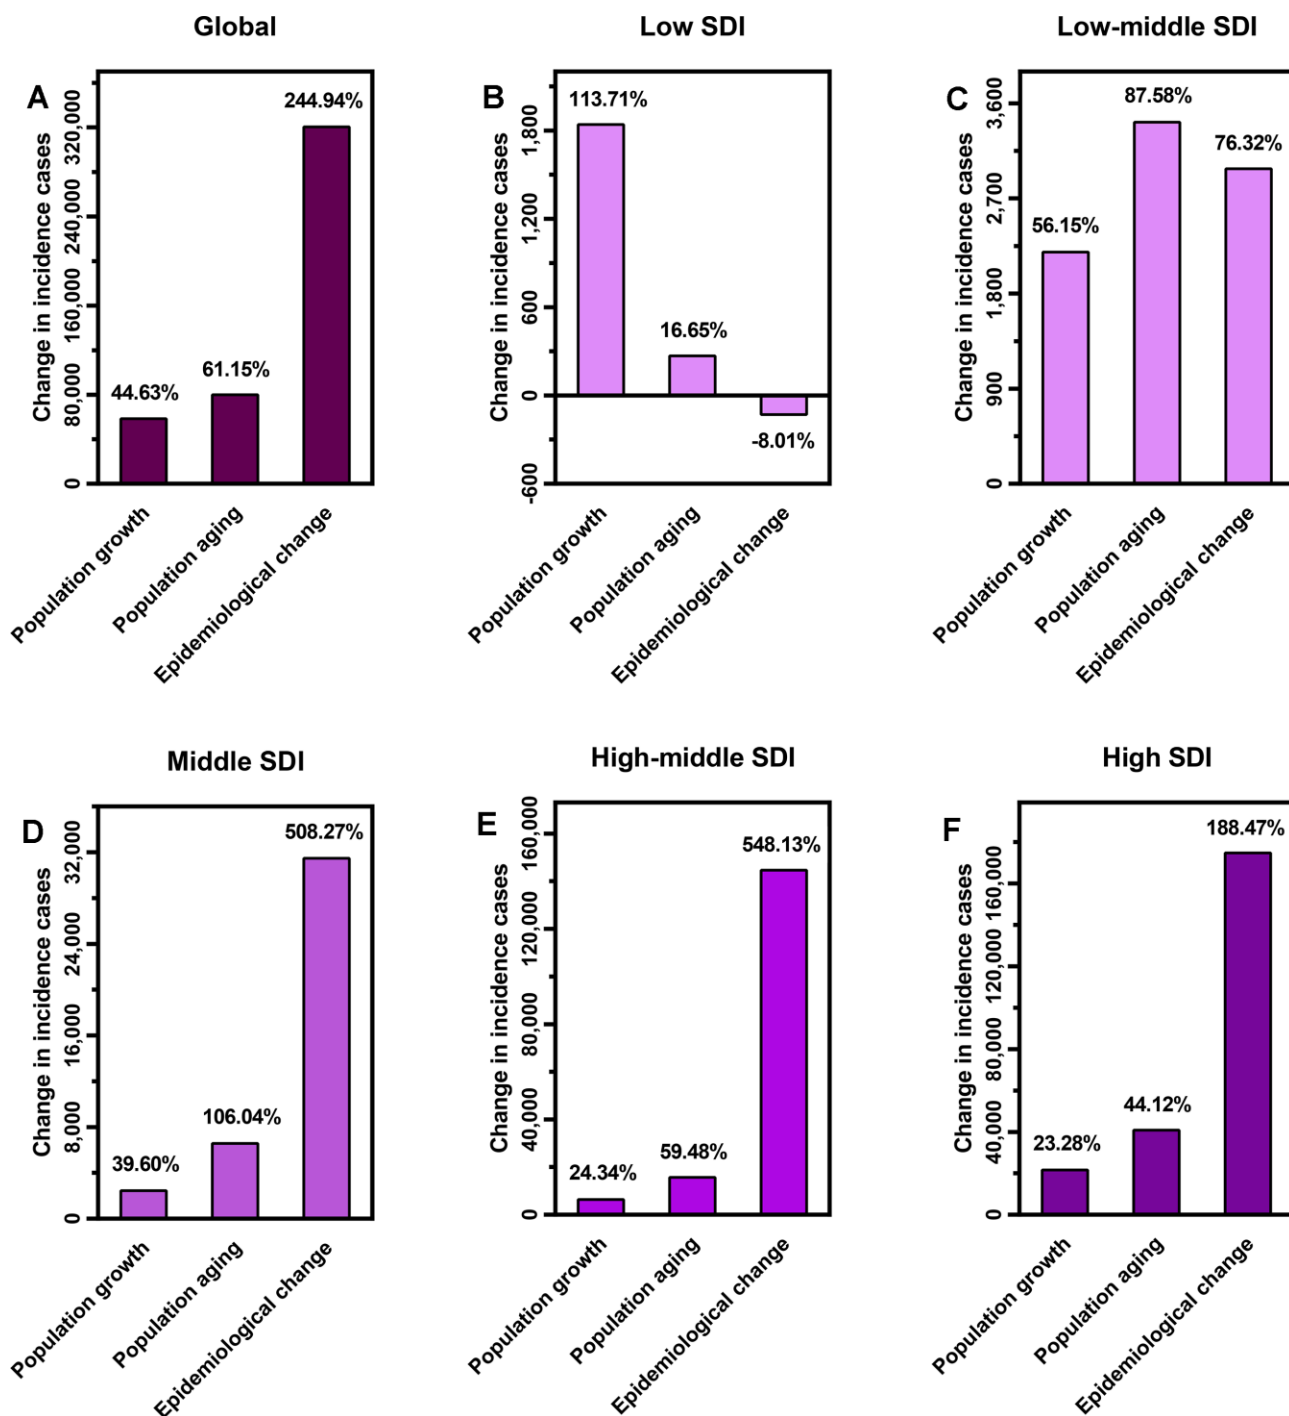 Global
A
Change in incidence cases
320,000
240,000
160,000
80,000
0
44.63%
61.15%
244.94%
Population growth
Population aging
Epidemiological change
Low SDI
B
Change in incidence cases
1,800
1,200
600
0
-600
113.71%
16.65%
-8.01%
Population growth
Population aging
Epidemiological change
Low-middle SDI
C
Change in incidence cases
3,600
2,700
1,800
900
0
56.15%
87.58%
76.32%
Population growth
Population aging
Epidemiological change
Middle SDI
D
Change in incidence cases
32,000
24,000
16,000
8,000
0
39.60%
106.04%
508.27%
Population growth
Population aging
Epidemiological change
High-middle SDI
E
Change in incidence cases
160,000
120,000
80,000
40,000
0
24.34%
59.48%
548.13%
Population growth
Population aging
Epidemiological change
High SDI
F
Change in incidence cases
160,000
120,000
80,000
40,000
0
23.28%
44.12%
188.47%
Population growth
Population aging
Epidemiological change